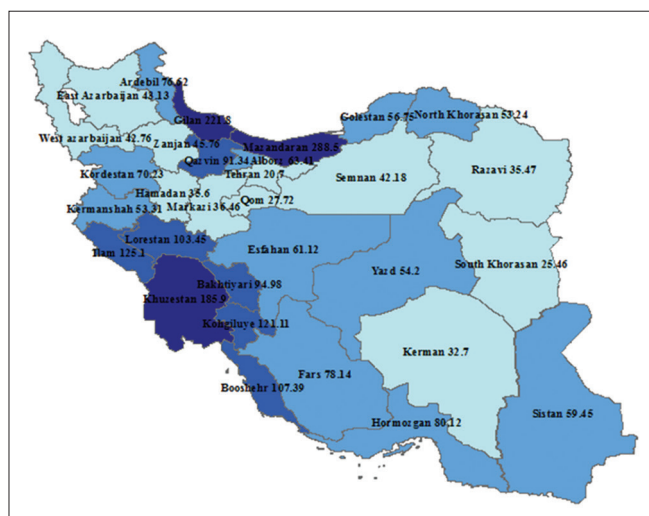 Ardebil 76.62
East Azarbaijan 43.13
Gilan 221.8
Golestan 56.75
North Khorasan 53.24
West azarbaijan 42.76
Zanjan 45.76
Mazandaran 288.5
Qazvin 91.34
Alborz 63.41
Razavi 35.47
Kordestan 70.23
Tehran 20.7
Semnan 42.18
Hamadan 35.6
Qom 27.72
Kermanshah 53.31
Markazi 36.46
Lorestan 103.45
Esfahan 61.12
Ilam 125.1
South Khorasan 25.46
Bakhtiyari 94.98
Yazd 54.2
Khuzestan 185.9
Kohgiluye 121.11
Kerman 32.7
Fars 78.14
Booshehr 107.39
Sistan 59.45
Hormozgan 80.12